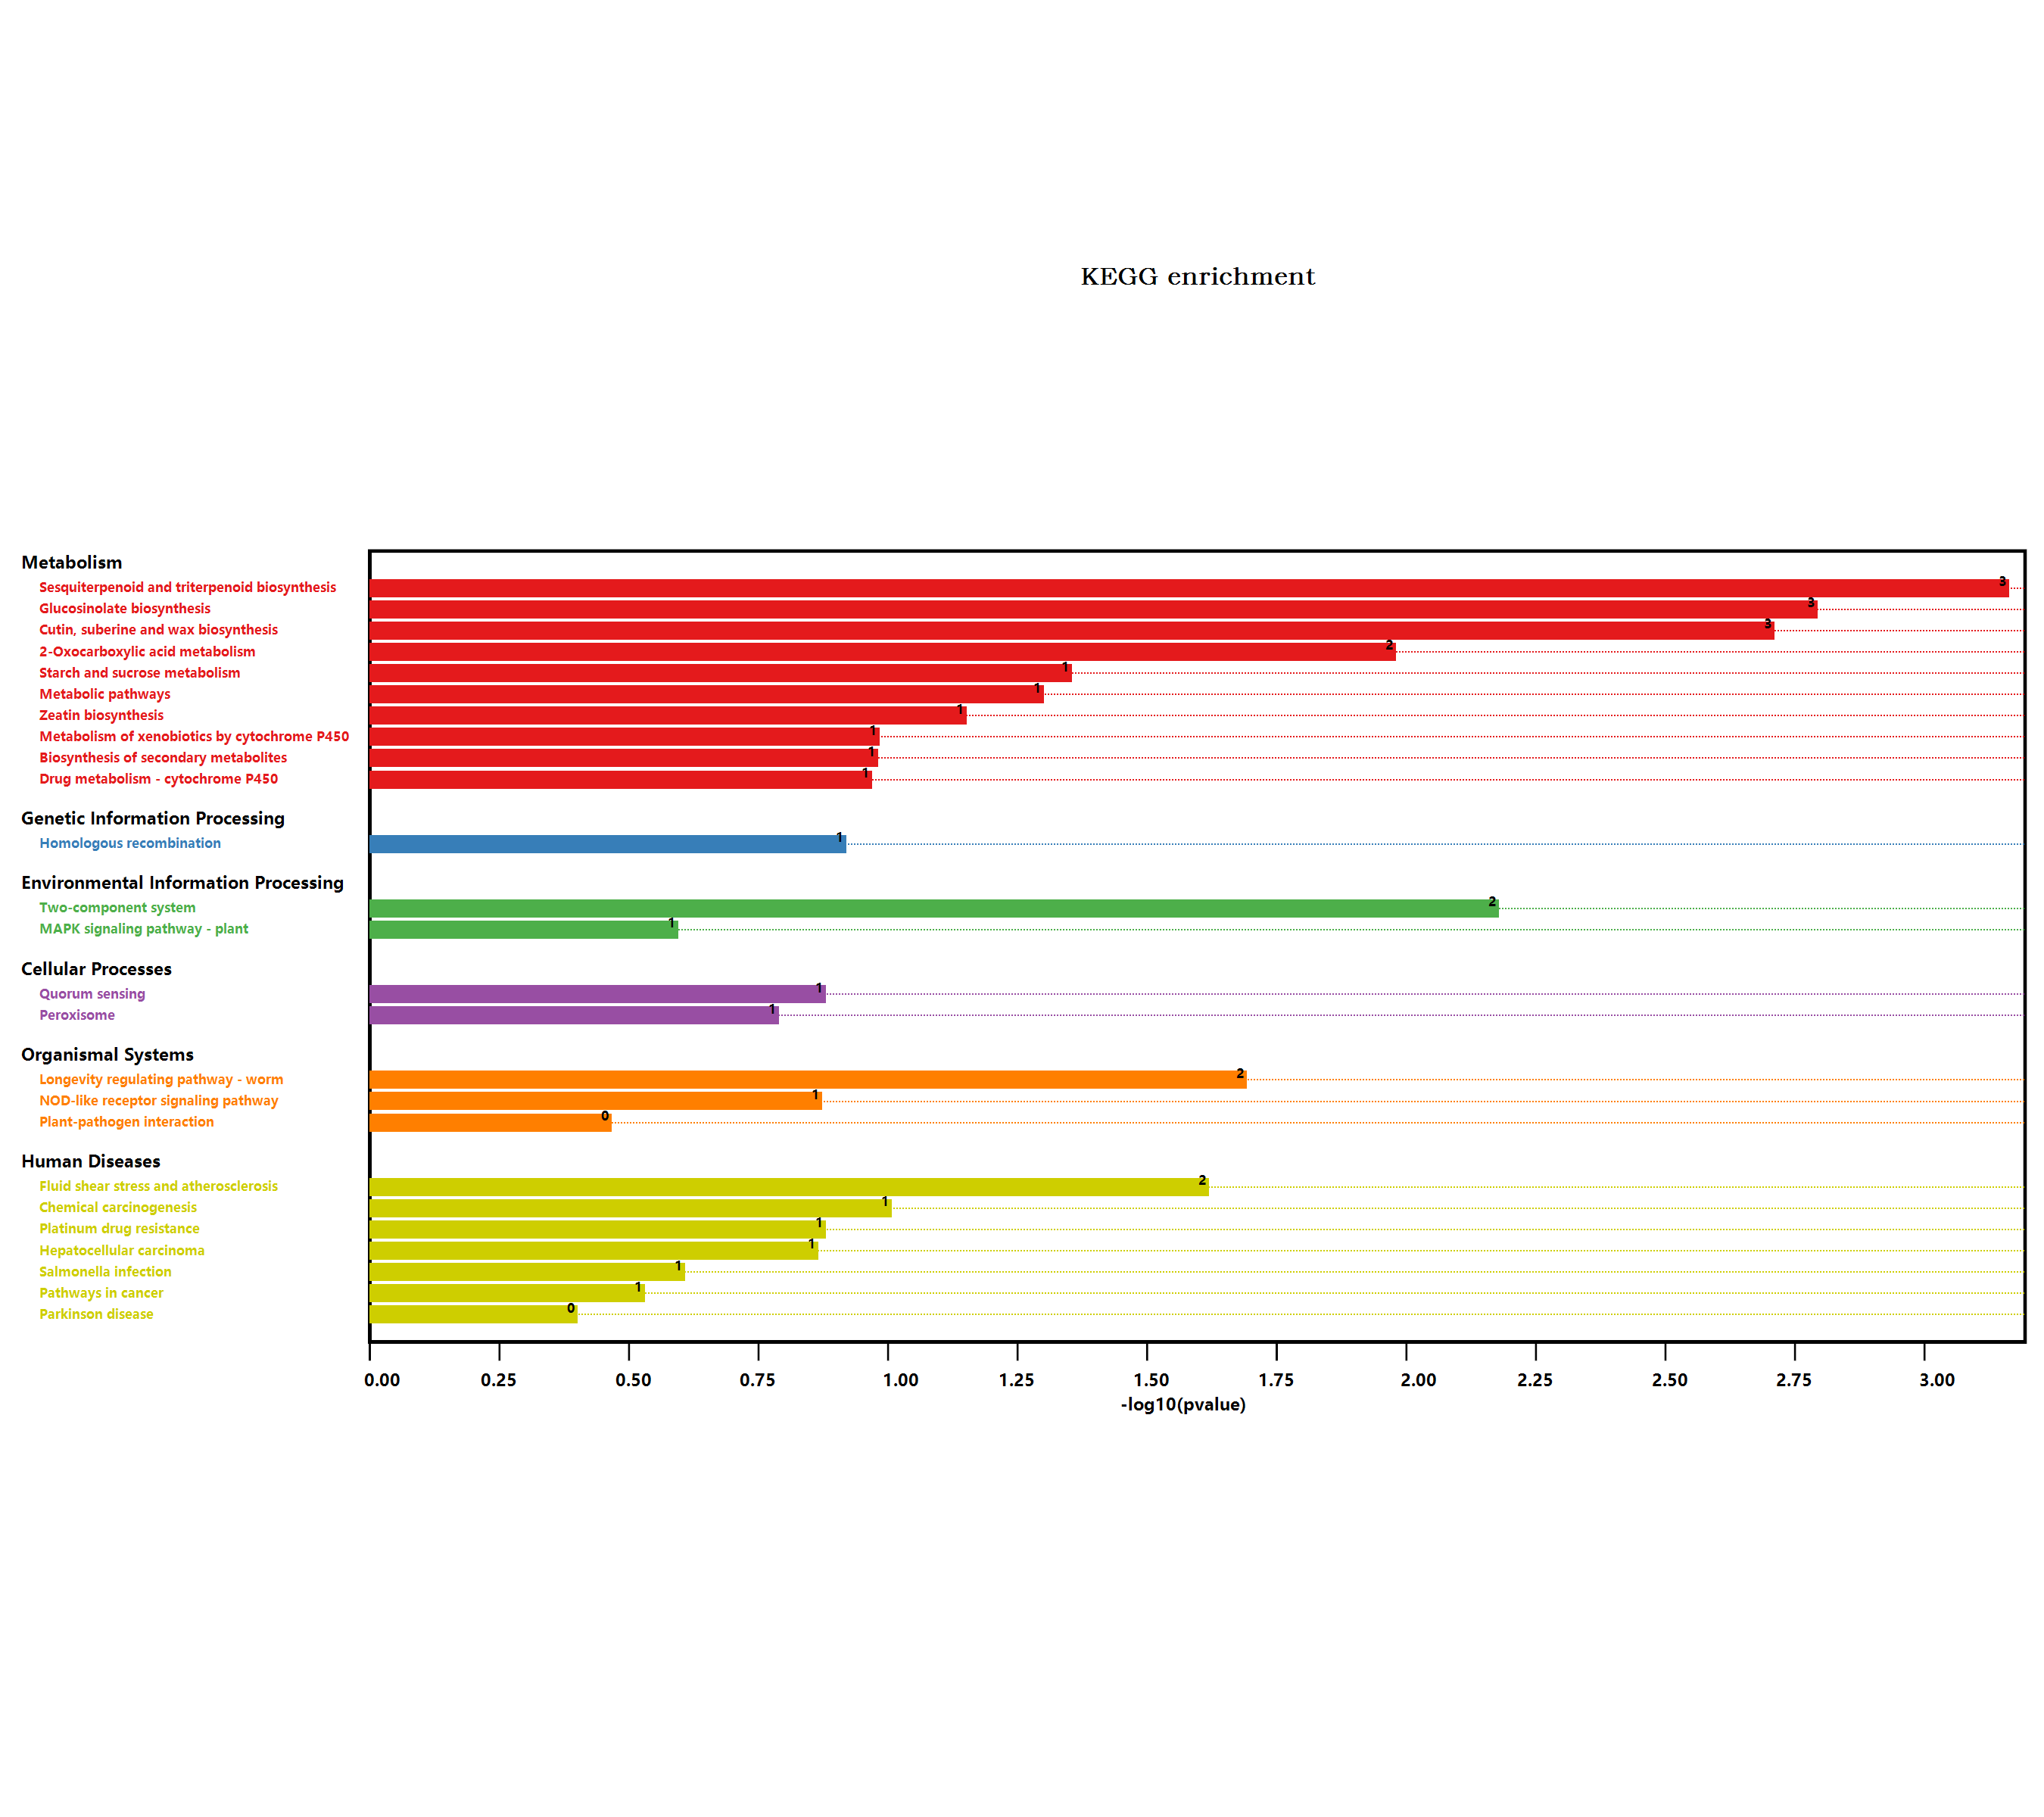 KEGG enrichment
Metabolism
Sesquiterpenoid and triterpenoid biosynthesis 3
Glucosinolate biosynthesis 3
Cutin, suberine and wax biosynthesis 3
2-Oxocarboxylic acid metabolism 2
Starch and sucrose metabolism 1
Metabolic pathways 1
Zeatin biosynthesis 1
Metabolism of xenobiotics by cytochrome P450 1
Biosynthesis of secondary metabolites 1
Drug metabolism - cytochrome P450 1
Genetic Information Processing
Homologous recombination 1
Environmental Information Processing
Two-component system 2
MAPK signaling pathway - plant 1
Cellular Processes
Quorum sensing 1
Peroxisome 1
Organismal Systems
Longevity regulating pathway - worm 2
NOD-like receptor signaling pathway 1
Plant-pathogen interaction 0
Human Diseases
Fluid shear stress and atherosclerosis 2
Chemical carcinogenesis 1
Platinum drug resistance 1
Hepatocellular carcinoma 1
Salmonella infection 1
Pathways in cancer 1
Parkinson disease 0
0.00 0.25 0.50 0.75 1.00 1.25 1.50 1.75 2.00 2.25 2.50 2.75 3.00
-log10(pvalue)